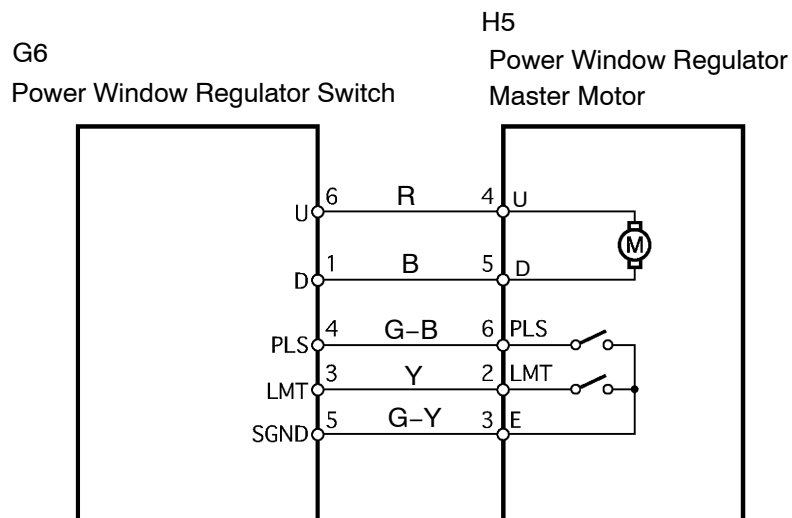 G6
Power Window Regulator Switch
H5
Power Window Regulator
Master Motor
U 6 R 4 U
M
D 1 B 5 D
PLS 4 G–B 6 PLS
LMT 3 Y 2 LMT
SGND 5 G–Y 3 E